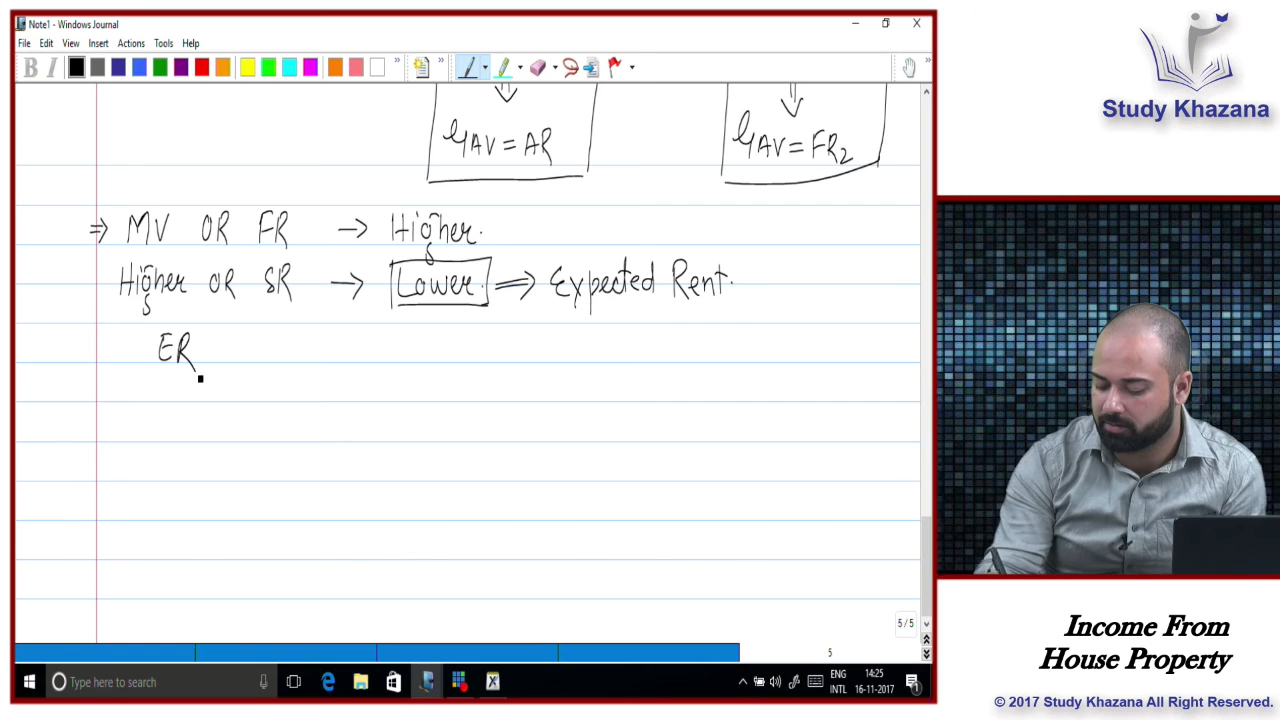 Note1 - Windows Journal
File Edit View Insert Actions Tools Help
B I
Study Khazana
GAV = AR
GAV = FR2
⇒ MV OR FR → Higher.
Higher OR SR → Lower. ⇒ Expected Rent.
ER
5 / 5
5
Type here to search
ENG
INTL
14:25
16-11-2017
Income From
House Property
© 2017 Study Khazana All Right Reserved.